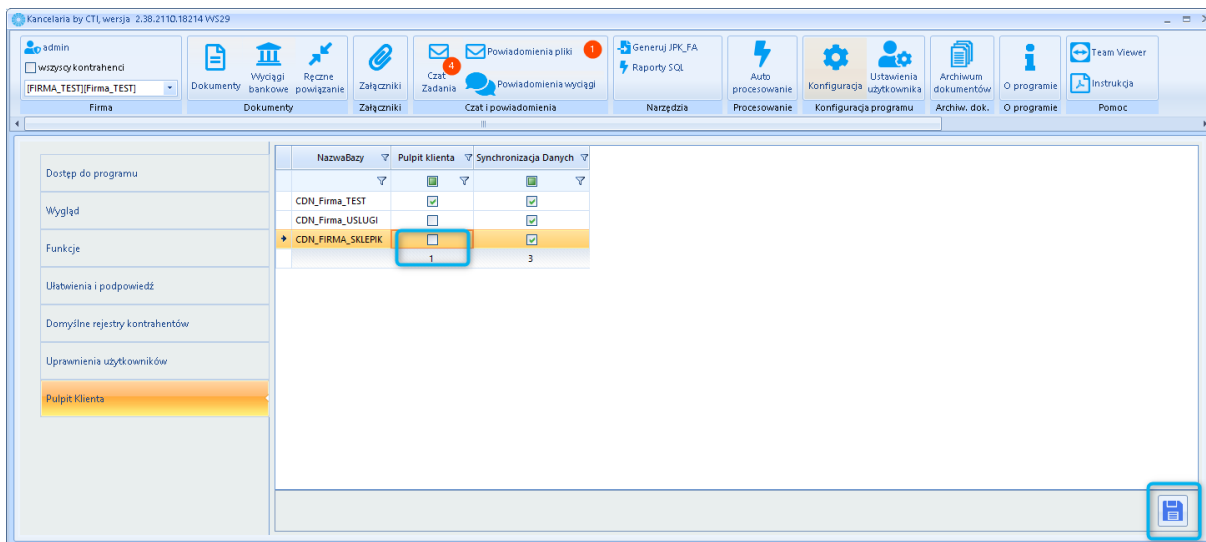 Kancelaria by CTI, wersja 2.38.2110.18214 WS29
admin
wszyscy kontrahenci
[FIRMA_TEST][Firma_TEST]
Firma
Dokumenty
Wyciągi bankowe
Ręczne powiązanie
Dokumenty
Załączniki
Załączniki
Czat
4
Zadania
Powiadomienia pliki
1
Powiadomienia wyciągi
Czat i powiadomienia
Generuj JPK_FA
Raporty SQL
Narzędzia
Auto procesowanie
Procesowanie
Konfiguracja
Ustawienia użytkownika
Konfiguracja programu
Archiwum dokumentów
Archiw. dok.
O programie
O programie
Team Viewer
Instrukcja
Pomoc
Dostęp do programu
Wygląd
Funkcje
Ułatwienia i podpowiedź
Domyślne rejestry kontrahentów
Uprawnienia użytkowników
Pulpit Klienta
NazwaBazy Pulpit klienta Synchronizacja Danych
CDN_Firma_TEST
CDN_Firma_USLUGI
CDN_FIRMA_SKLEPIK
1 3